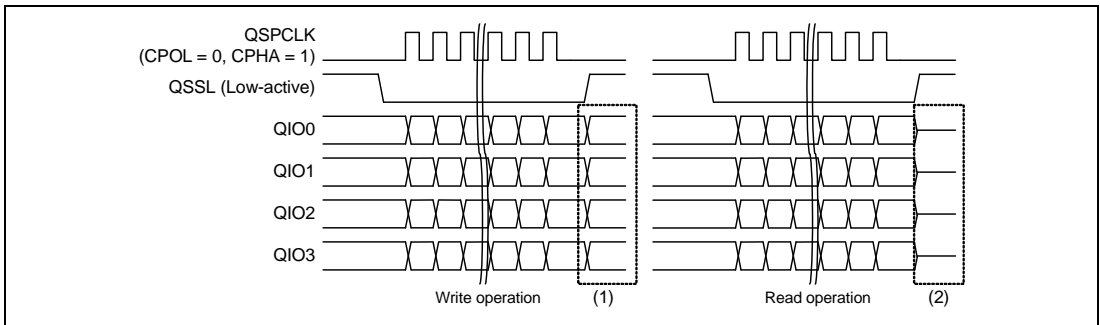 QSPCLK
(CPOL = 0, CPHA = 1)
QSSL (Low-active)
QIO0
QIO1
QIO2
QIO3
Write operation (1) Read operation (2)